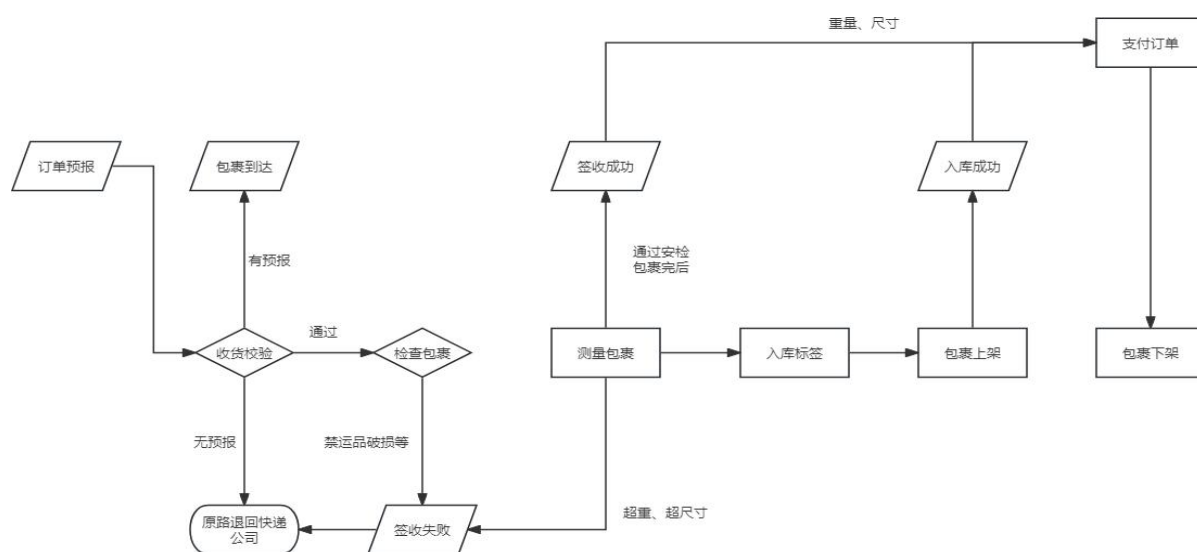 重量、尺寸
支付订单
订单预报
包裹到达
签收成功
入库成功
有预报
通过安检
包裹完后
通过
收货校验
检查包裹
测量包裹
入库标签
包裹上架
包裹下架
无预报
禁运品破损等
超重、超尺寸
原路退回快递
公司
签收失败